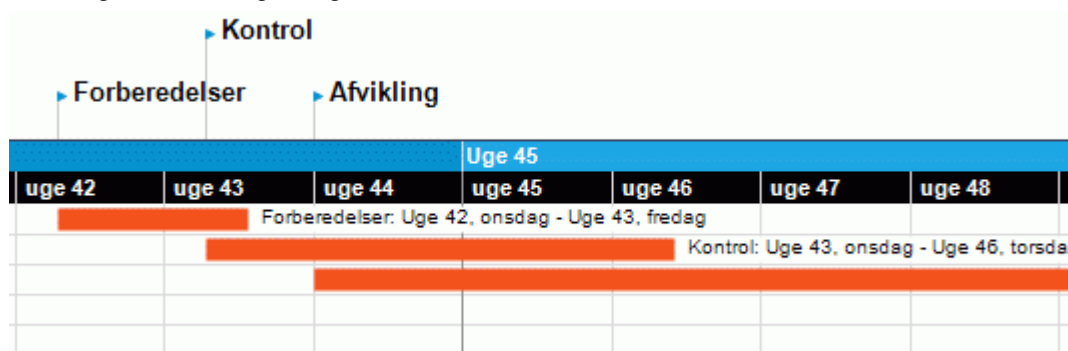 Kontrol
Forberedelser
Afvikling
Uge 45
uge 42 uge 43 uge 44 uge 45 uge 46 uge 47 uge 48
Forberedelser: Uge 42, onsdag - Uge 43, fredag
Kontrol: Uge 43, onsdag - Uge 46, torsda